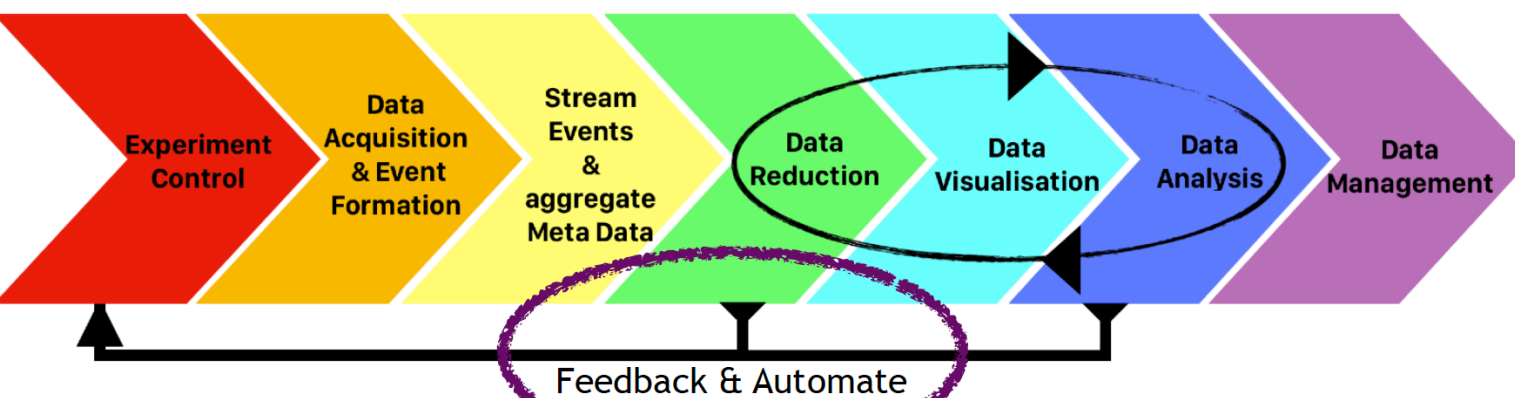 Experiment
Control
Data
Acquisition
& Event
Formation
Stream
Events
&
aggregate
Meta Data
Data
Reduction
Data
Visualisation
Data
Analysis
Data
Management
Feedback & Automate